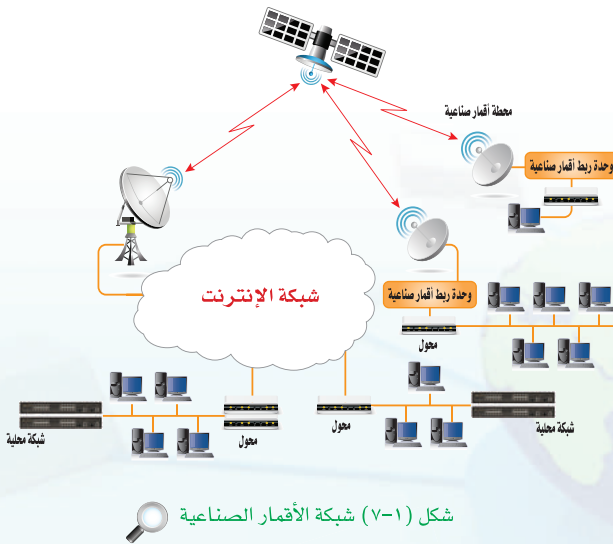 محطة أقمار صناعية
وحدة ربط أقمار صناعية
شبكة الإنترنت
وحدة ربط أقمار صناعية
محول
شبكة محلية
محول
محول
شبكة محلية
شكل (١-٧) شبكة الأقمار الصناعية